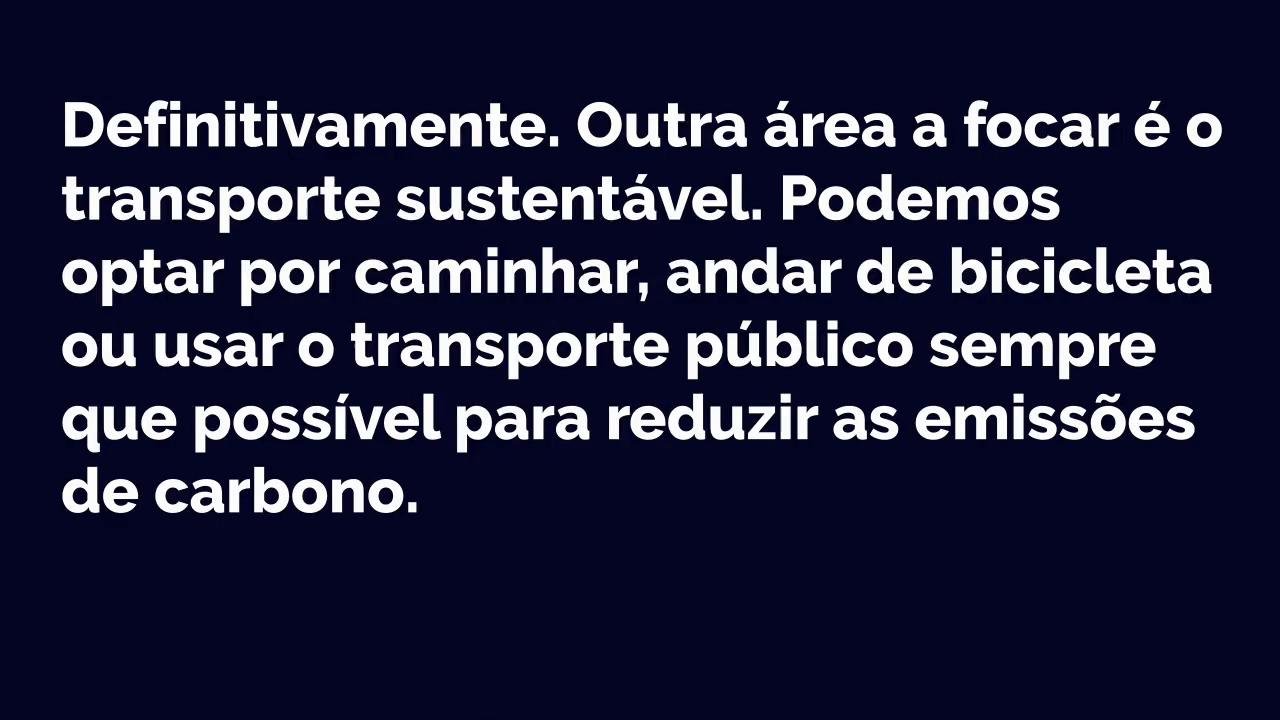 Definitivamente. Outra área a focar é o
transporte sustentável. Podemos
optar por caminhar, andar de bicicleta
ou usar o transporte público sempre
que possível para reduzir as emissões
de carbono.